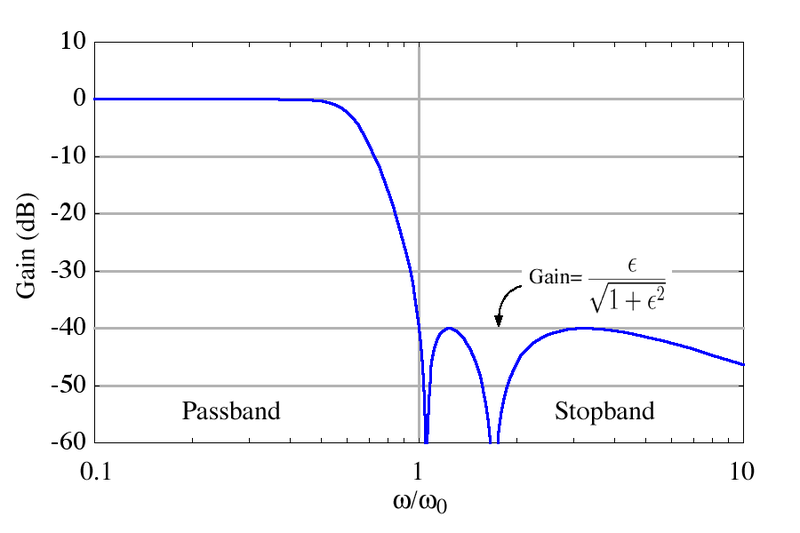 10
0
-10
-20
-30
-40
-50
-60
Gain (dB)
Gain= ϵ / √1 + ϵ²
Passband
Stopband
0.1
1
10
ω/ω₀